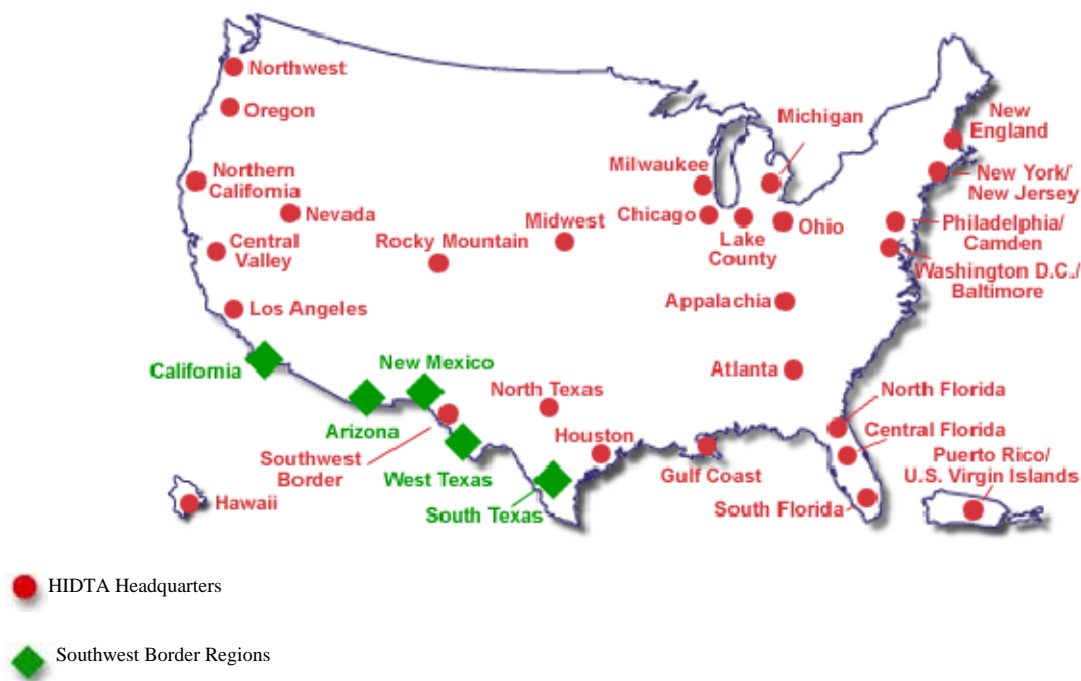 Northwest
Oregon
Northern
California
Nevada
Central
Valley
Los Angeles
Rocky Mountain
Midwest
Milwaukee
Chicago
Michigan
Lake
County
Ohio
New
England
New York/
New Jersey
Philadelphia/
Camden
Washington D.C./
Baltimore
Appalachia
Atlanta
California
New Mexico
Arizona
Southwest
Border
West Texas
South Texas
North Texas
Houston
Gulf Coast
North Florida
Central Florida
South Florida
Puerto Rico/
U.S. Virgin Islands
Hawaii
HIDTA Headquarters
Southwest Border Regions